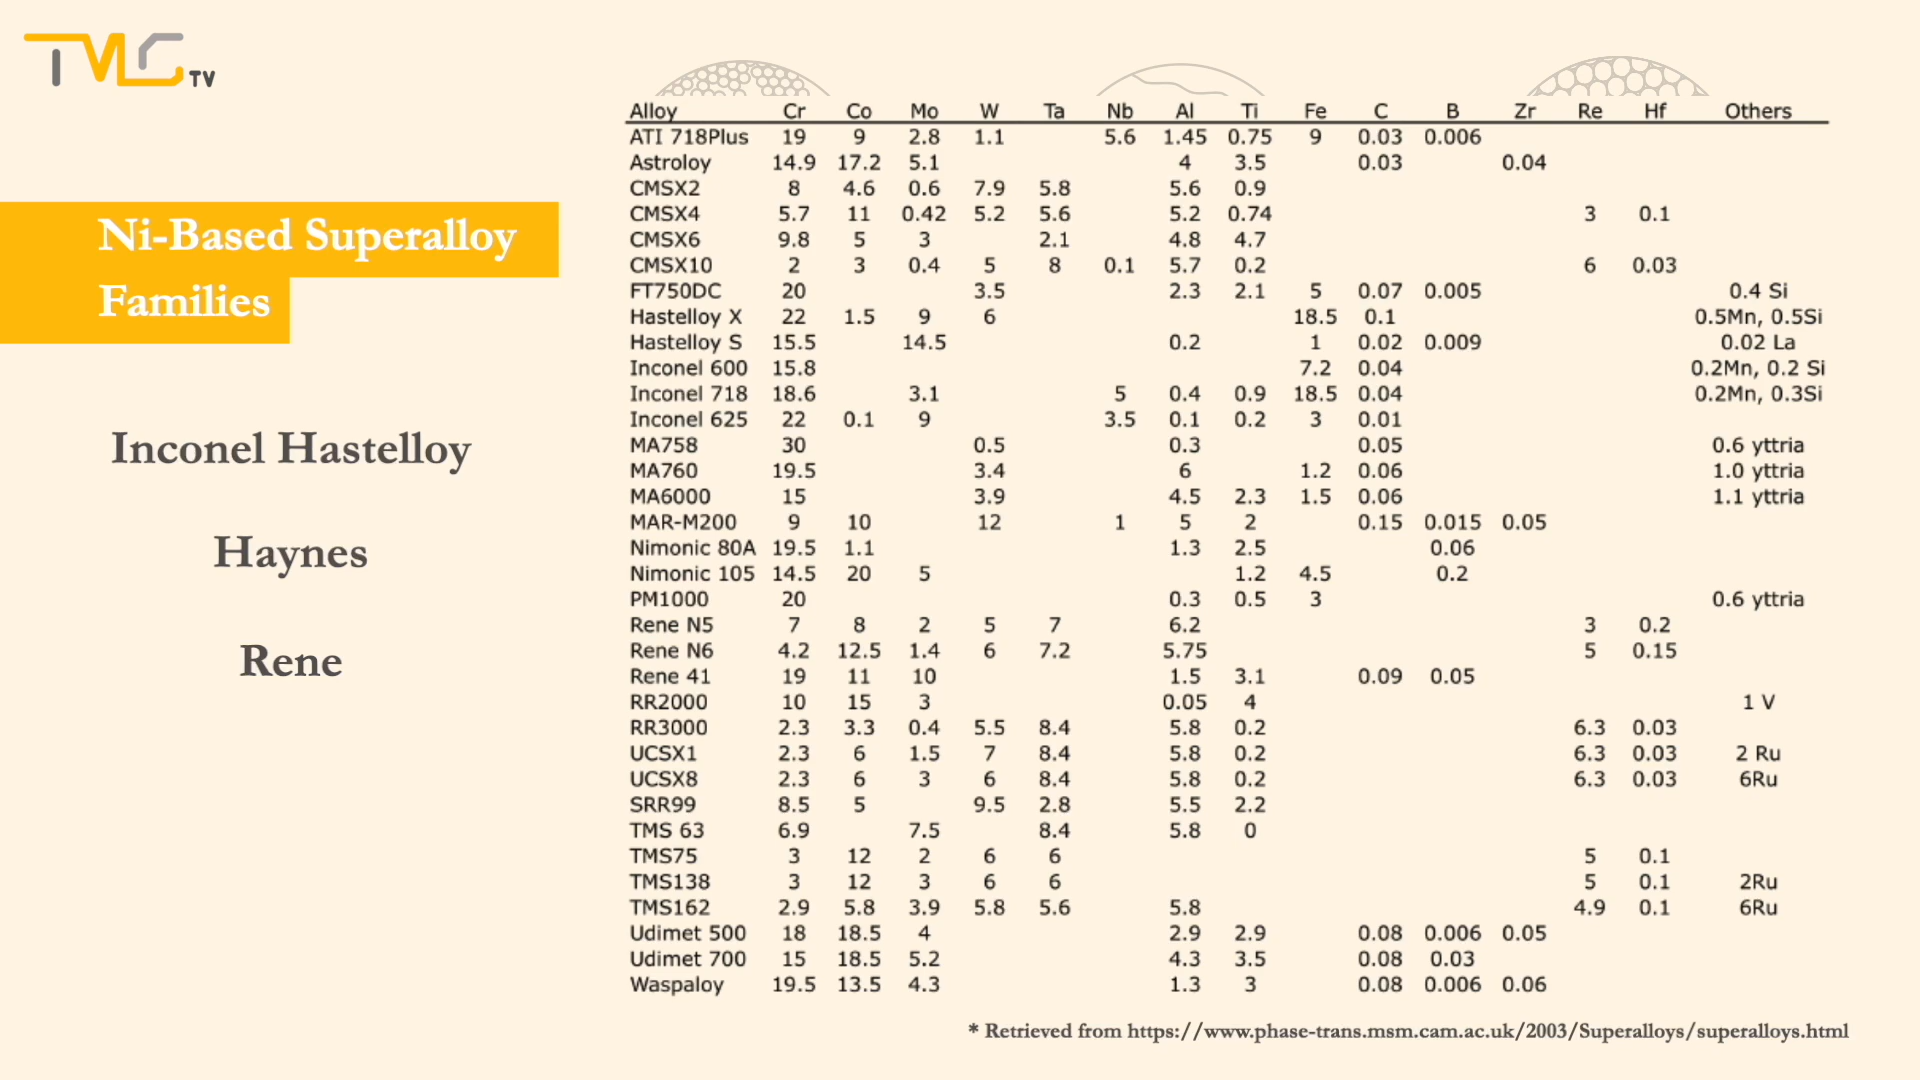 TMC TV
Ni-Based Superalloy
Families
Inconel Hastelloy
Haynes
Rene
Alloy Cr Co Mo W Ta Nb Al Ti Fe C B Zr Re Hf Others
ATI 718Plus 19 9 2.8 1.1 5.6 1.45 0.75 9 0.03 0.006
Astroloy 14.9 17.2 5.1 4 3.5 0.03 0.04
CMSX2 8 4.6 0.6 7.9 5.8 5.6 0.9
CMSX4 5.7 11 0.42 5.2 5.6 5.2 0.74 3 0.1
CMSX6 9.8 5 3 2.1 4.8 4.7
CMSX10 2 3 0.4 5 8 0.1 5.7 0.2 6 0.03
FT750DC 20 3.5 2.3 2.1 5 0.07 0.005 0.4 Si
Hastelloy X 22 1.5 9 6 18.5 0.1 0.5Mn, 0.5Si
Hastelloy S 15.5 14.5 0.2 1 0.02 0.009 0.02 La
Inconel 600 15.8 7.2 0.04 0.2Mn, 0.2 Si
Inconel 718 18.6 3.1 5 0.4 0.9 18.5 0.04 0.2Mn, 0.3Si
Inconel 625 22 0.1 9 3.5 0.1 0.2 3 0.01
MA758 30 0.5 0.3 0.05 0.6 yttria
MA760 19.5 3.4 6 1.2 0.06 1.0 yttria
MA6000 15 3.9 4.5 2.3 1.5 0.06 1.1 yttria
MAR-M200 9 10 12 1 5 2 0.15 0.015 0.05
Nimonic 80A 19.5 1.1 1.3 2.5 0.06
Nimonic 105 14.5 20 5 1.2 4.5 0.2
PM1000 20 0.3 0.5 3 0.6 yttria
Rene N5 7 8 2 5 7 6.2 3 0.2
Rene N6 4.2 12.5 1.4 6 7.2 5.75 5 0.15
Rene 41 19 11 10 1.5 3.1 0.09 0.05
RR2000 10 15 3 0.05 4 1 V
RR3000 2.3 3.3 0.4 5.5 8.4 5.8 0.2 6.3 0.03
UCSX1 2.3 6 1.5 7 8.4 5.8 0.2 6.3 0.03 2 Ru
UCSX8 2.3 6 3 6 8.4 5.8 0.2 6.3 0.03 6Ru
SRR99 8.5 5 9.5 2.8 5.5 2.2
TMS 63 6.9 7.5 8.4 5.8 0
TMS75 3 12 2 6 6 5 0.1
TMS138 3 12 3 6 6 5 0.1 2Ru
TMS162 2.9 5.8 3.9 5.8 5.6 5.8 4.9 0.1 6Ru
Udimet 500 18 18.5 4 2.9 2.9 0.08 0.006 0.05
Udimet 700 15 18.5 5.2 4.3 3.5 0.08 0.03
Waspaloy 19.5 13.5 4.3 1.3 3 0.08 0.006 0.06
* Retrieved from https://www.phase-trans.msm.cam.ac.uk/2003/Superalloys/superalloys.html